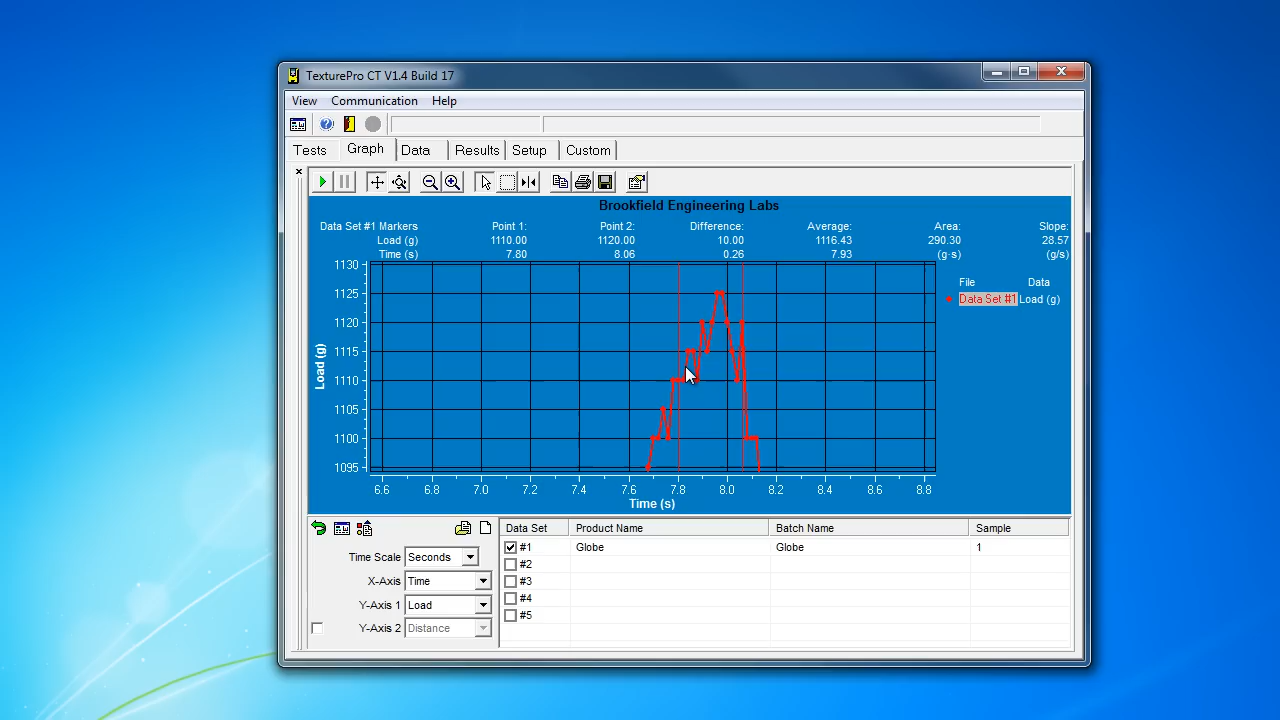 TexturePro CT V1.4 Build 17
View Communication Help
Tests Graph Data Results Setup Custom
Brookfield Engineering Labs
Data Set #1 Markers Point 1: Point 2: Difference: Average: Area: Slope:
Load (g) 1110.00 1120.00 10.00 1116.43 290.30 28.57
Time (s) 7.80 8.06 0.26 7.93 (g·s) (g/s)
1130
1125
1120
1115
1110
1105
1100
1095
Load (g)
6.6 6.8 7.0 7.2 7.4 7.6 7.8 8.0 8.2 8.4 8.6 8.8
Time (s)
File Data
Data Set #1 Load (g)
Time Scale Seconds
X-Axis Time
Y-Axis 1 Load
Y-Axis 2 Distance
Data Set Product Name Batch Name Sample
#1 Globe Globe 1
#2
#3
#4
#5